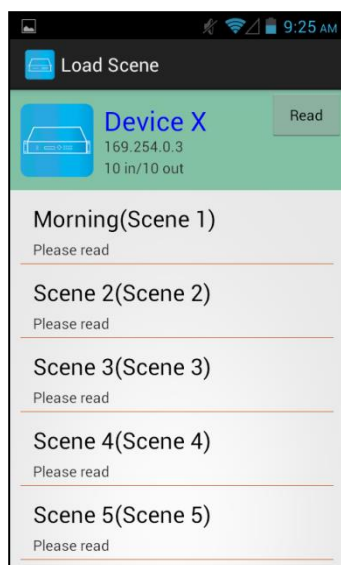 9:25 AM
Load Scene
Device X
Read
169.254.0.3
10 in/10 out
Morning(Scene 1)
Please read
Scene 2(Scene 2)
Please read
Scene 3(Scene 3)
Please read
Scene 4(Scene 4)
Please read
Scene 5(Scene 5)
Please read